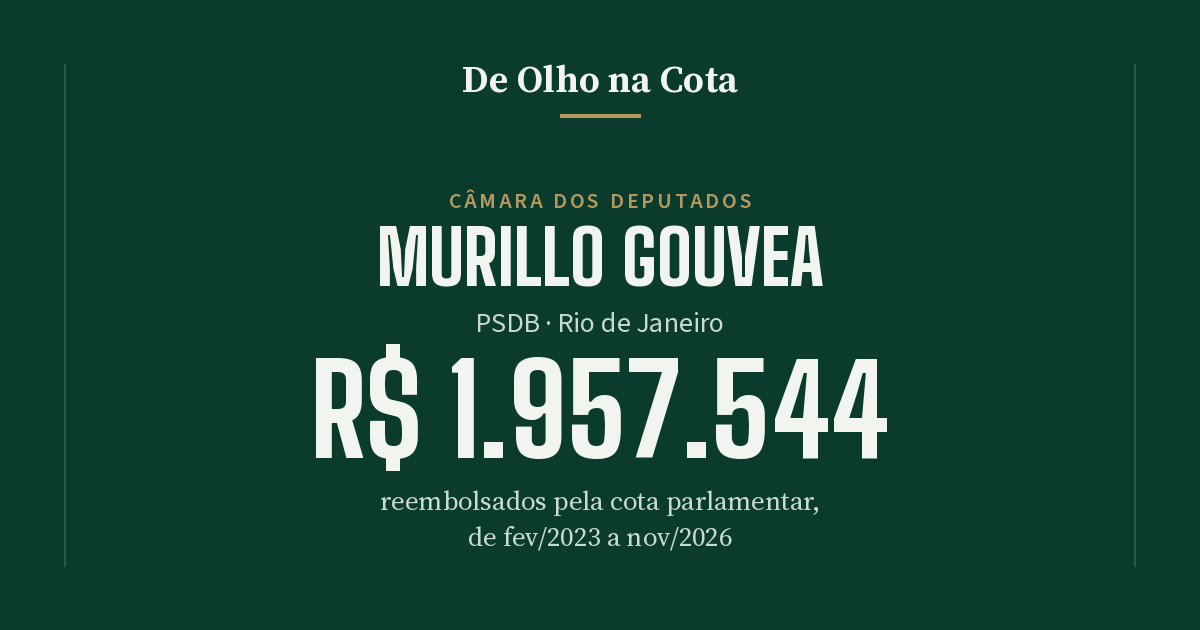 De Olho na Cota
CÂMARA DOS DEPUTADOS
MURILLO GOUVEA
PSDB · Rio de Janeiro
R$ 1.957.544
reembolsados pela cota parlamentar,
de fev/2023 a nov/2026